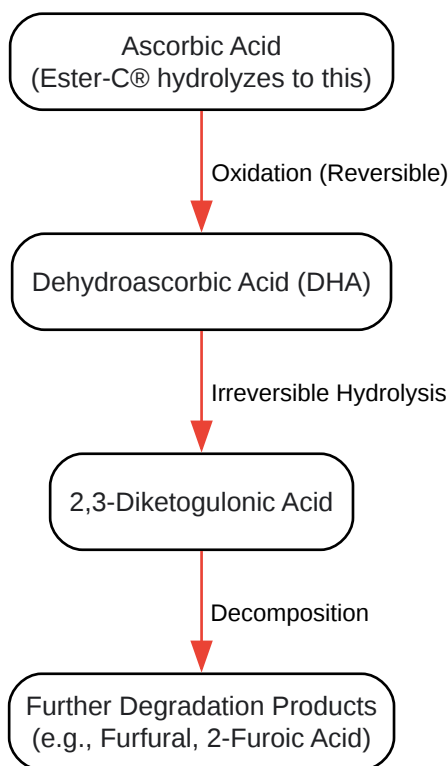 Ascorbic Acid
(Ester-C® hydrolyzes to this)
Oxidation (Reversible)
Dehydroascorbic Acid (DHA)
Irreversible Hydrolysis
2,3-Diketogulonic Acid
Decomposition
Further Degradation Products
(e.g., Furfural, 2-Furoic Acid)